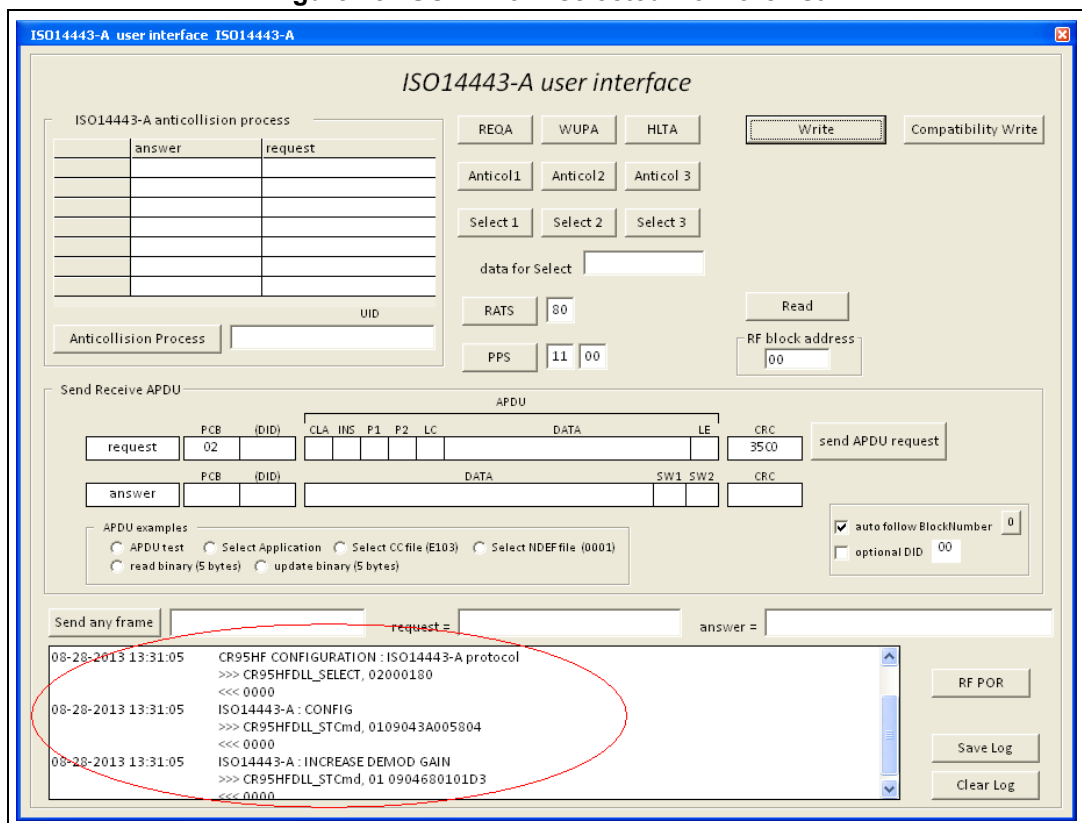 ISO14443-A user interface ISO14443-A
ISO14443-A user interface
ISO14443-A anticollision process
answer request
UID
Anticollision Process
REQA WUPA HLTA
Anticol1 Anticol2 Anticol 3
Select 1 Select 2 Select 3
data for Select
RATS 80
PPS 11 00
Write Compatibility Write
Read
RF block address
00
Send Receive APDU
APDU
PCB (DID) CLA INS P1 P2 LC DATA LE CRC
request 02 35C0 send APDU request
PCB (DID) DATA SW1 SW2 CRC
answer
APDU examples
APDU test Select Application Select CC file (E103) Select NDEF file (0001)
read binary (5 bytes) update binary (5 bytes)
auto follow BlockNumber 0
optional DID 00
Send any frame request = answer =
08-28-2013 13:31:05 CR95HF CONFIGURATION : ISO14443-A protocol
>>> CR95HFDLL_SELECT, 02000180
<<< 0000
08-28-2013 13:31:05 ISO14443-A : CONFIG
>>> CR95HFDLL_STCmd, 0109043A005804
<<< 0000
08-28-2013 13:31:05 ISO14443-A : INCREASE DEMOD GAIN
>>> CR95HFDLL_STCmd, 01 0904680101D3
<<< 0000
RF POR
Save Log
Clear Log